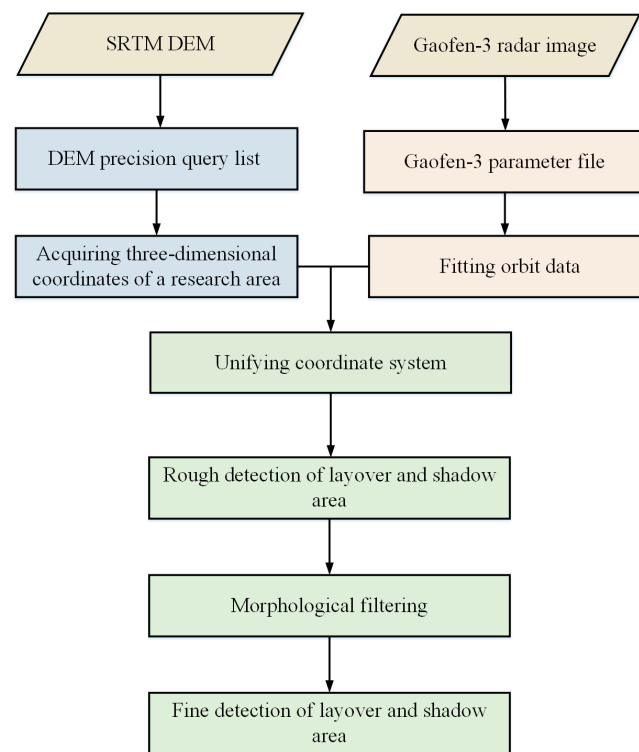 SRTM DEM
Gaofen-3 radar image
DEM precision query list
Gaofen-3 parameter file
Acquiring three-dimensional
coordinates of a research area
Fitting orbit data
Unifying coordinate system
Rough detection of layover and shadow
area
Morphological filtering
Fine detection of layover and shadow
area